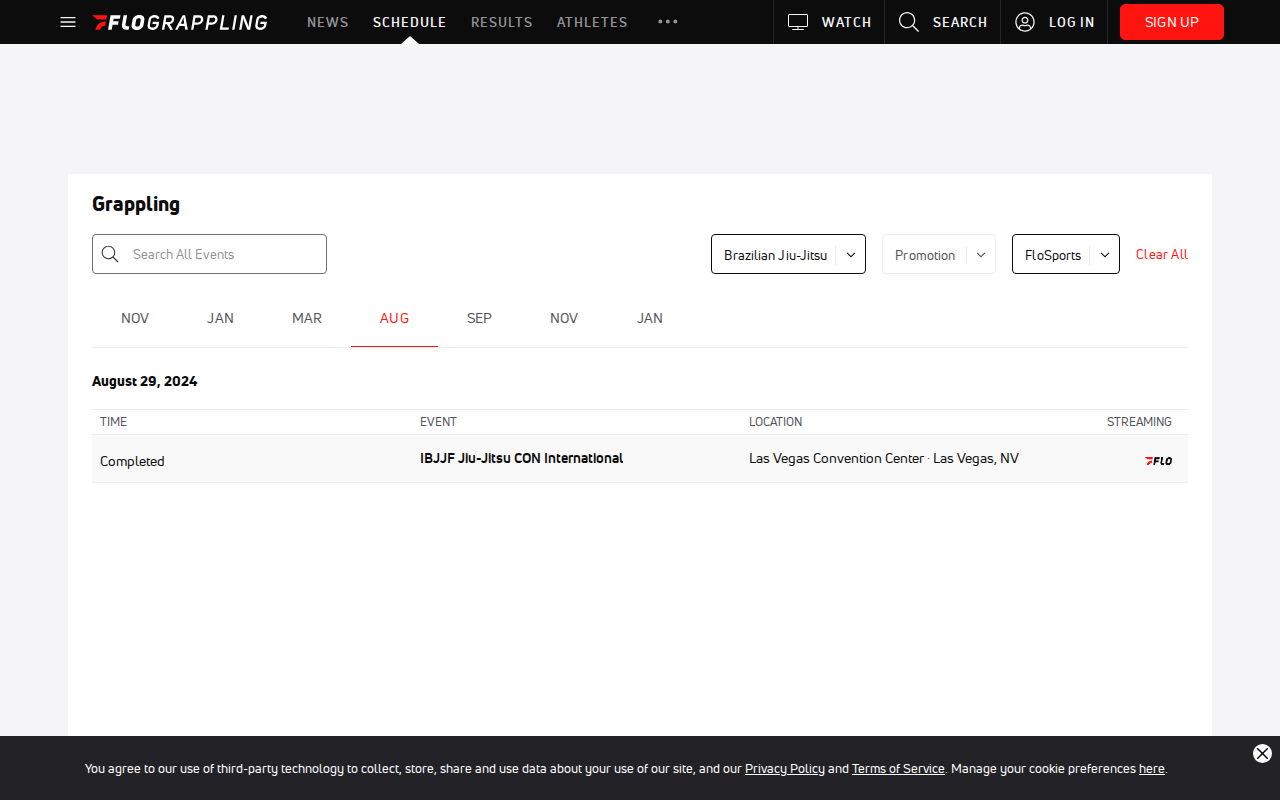 FLOGRAPPLING NEWS SCHEDULE RESULTS ATHLETES WATCH SEARCH LOG IN SIGN UP
Grappling
Search All Events Brazilian Jiu-Jitsu Promotion FloSports Clear All
NOV JAN MAR AUG SEP NOV JAN
August 29, 2024
TIME EVENT LOCATION STREAMING
Completed IBJJF Jiu-Jitsu CON International Las Vegas Convention Center · Las Vegas, NV FLO
You agree to our use of third-party technology to collect, store, share and use data about your use of our site, and our Privacy Policy and Terms of Service. Manage your cookie preferences here.